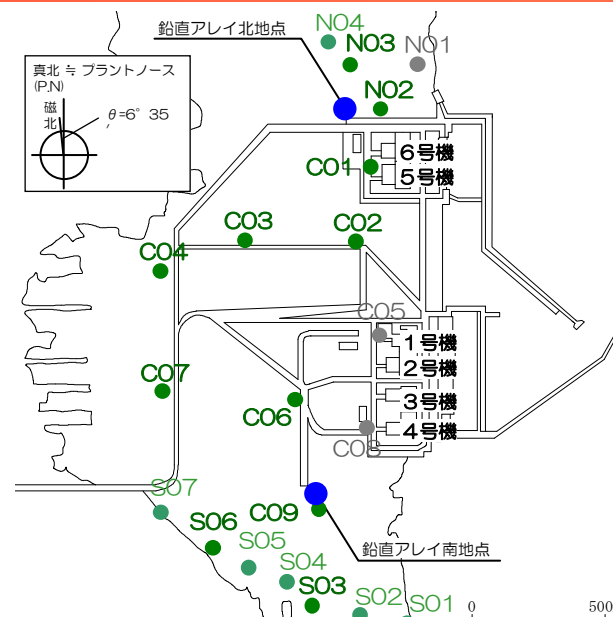 鉛直アレイ北地点
N04
N03
N01
真北 ≒ プラントノース
(P.N)
磁北
θ=6°35′
N02
6号機
C01
5号機
C03
C02
C04
C05
1号機
2号機
C07
3号機
C06
4号機
C08
S07
C09
S06
S05
鉛直アレイ南地点
S04
S03
S02
S01
0
500